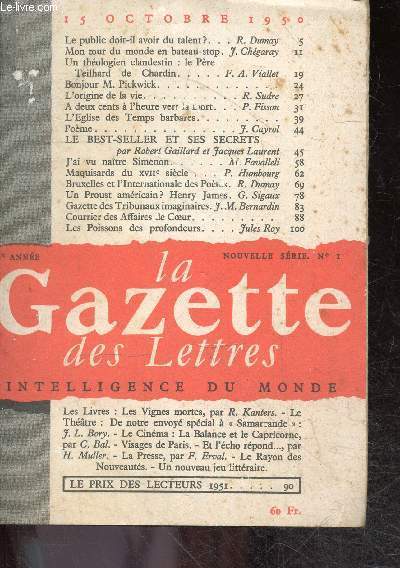 15 OCTOBRE 1950
Le public doit-il avoir du talent?. . . R. Dumay 5
Mon tour du monde en bateau-stop. J. Chégaray 11
Un théologien clandestin : le Père
Teilhard de Chardin. . . . . F. A. Viallet 19
Bonjour M. Pickwick. . . . . . 24
L'origine de la vie. . . . . . R. Sudre 27
A deux cents à l'heure vers la mort. . . P. Fisson 31
L'Eglise des Temps barbares. . . . . . 39
Poème. . . . . . J. Cayrol 44
LE BEST-SELLER ET SES SECRETS
par Robert Gaillard et Jacques Laurent 45
J'ai vu naître Simenon. . . . . M. Favalleli 58
Maquisards du XVIIe siècle . . . P. Humbourg 62
Bruxelles et l'Internationale des Poètes. R. Dumay 69
Un Proust américain? Henry James. G. Sigaux 78
Gazette des Tribunaux imaginaires. J. M. Bernardin 83
Courrier des Affaires de Cœur. . . . . 88
Les Poissons des profondeurs. . . . Jules Roy 100
ANNÉE
NOUVELLE SÉRIE. N° 1
la
Gazette
des Lettres
INTELLIGENCE DU MONDE
Les Livres : Les Vignes mortes, par R. Kanters. - Le
Théâtre : De notre envoyé spécial à « Samarcande » :
J. L. Bory. - Le Cinéma : La Balance et le Capricorne,
par C. Bal. - Visages de Paris. - Et l'écho répond..., par
H. Muller. - La Presse, par F. Erval. - Le Rayon des
Nouveautés. - Un nouveau jeu littéraire.
LE PRIX DES LECTEURS 1951. . . . . 90
60 Fr.